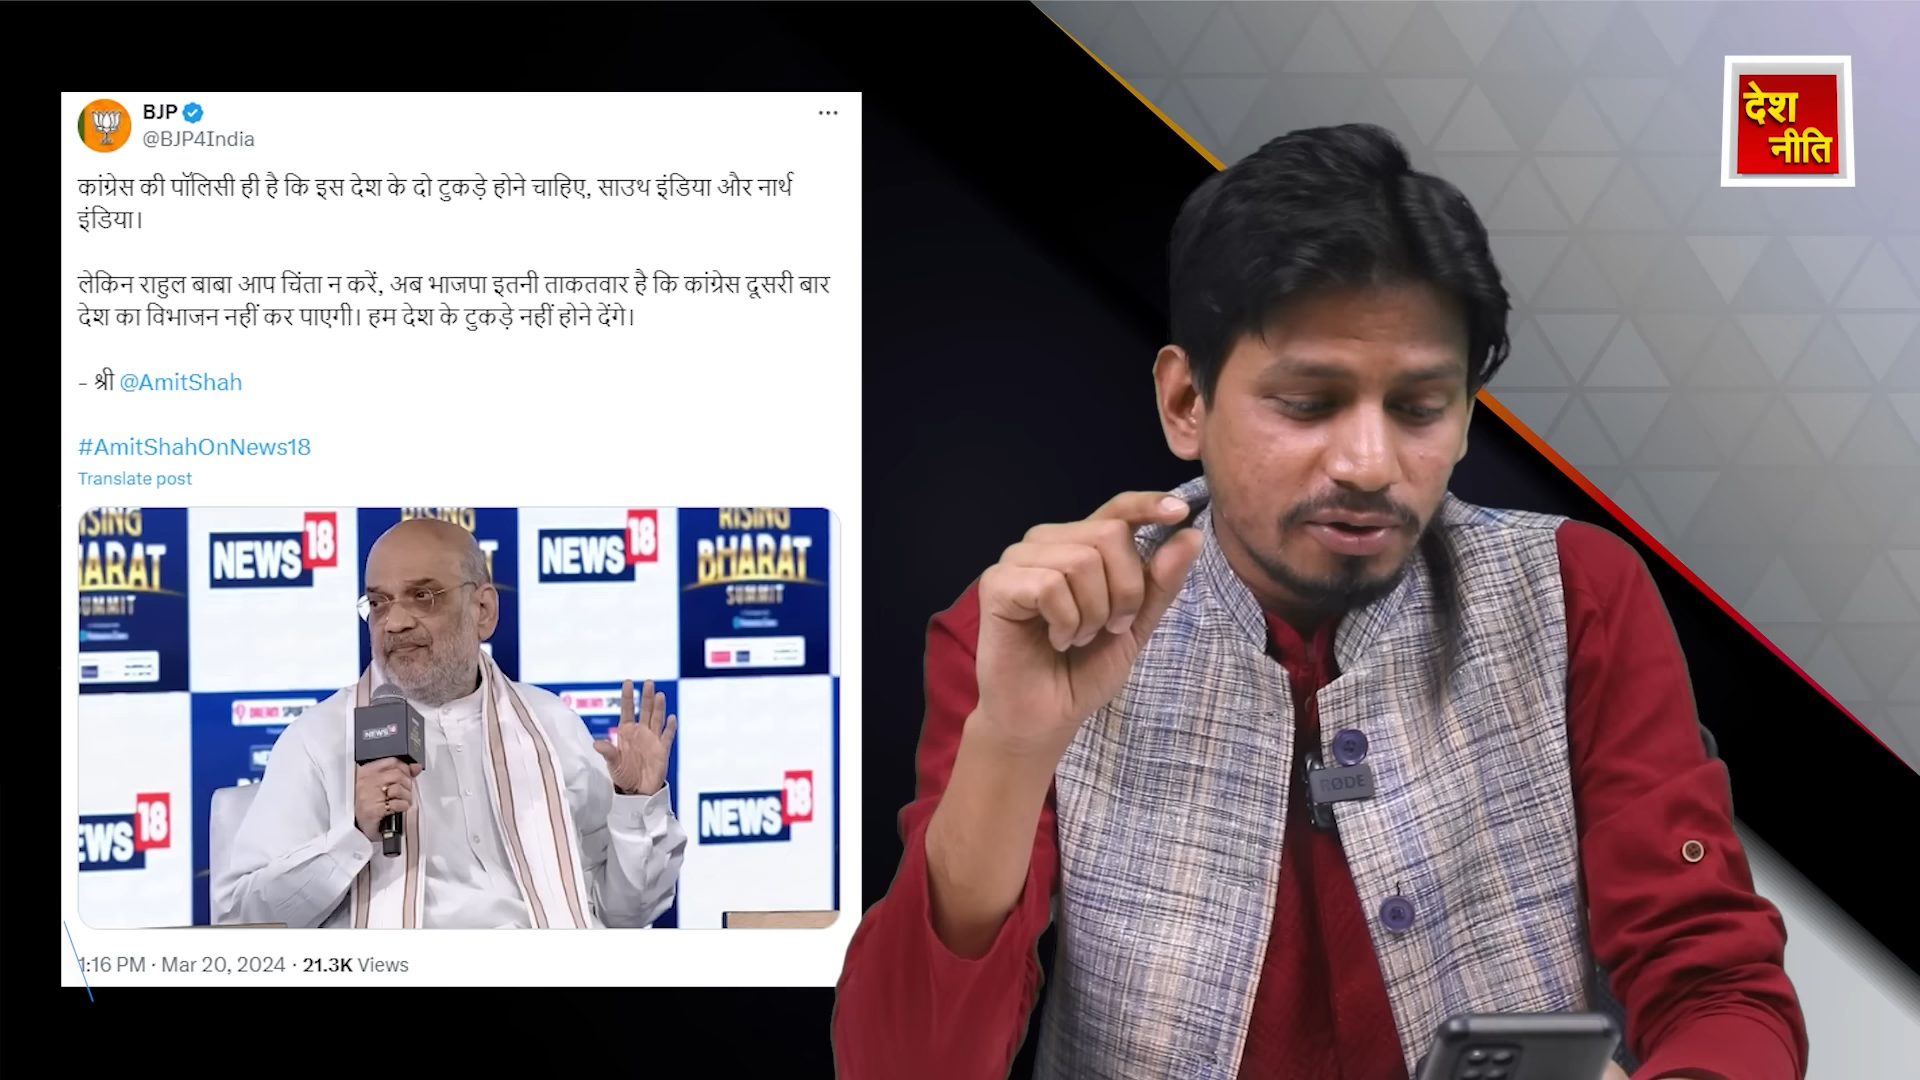 BJP
@BJP4India
कांग्रेस की पॉलिसी ही है कि इस देश के दो टुकड़े होने चाहिए, साउथ इंडिया और नार्थ
इंडिया।
लेकिन राहुल बाबा आप चिंता न करें, अब भाजपा इतनी ताकतवार है कि कांग्रेस दूसरी बार
देश का विभाजन नहीं कर पाएगी। हम देश के टुकड़े नहीं होने देंगे।
- श्री @AmitShah
#AmitShahOnNews18
Translate post
NEWS 18
NEWS 18
RISING
BHARAT
SUMMIT
NEWS 18
NEWS 18
1:16 PM · Mar 20, 2024 · 21.3K Views
देश
नीति
RØDE